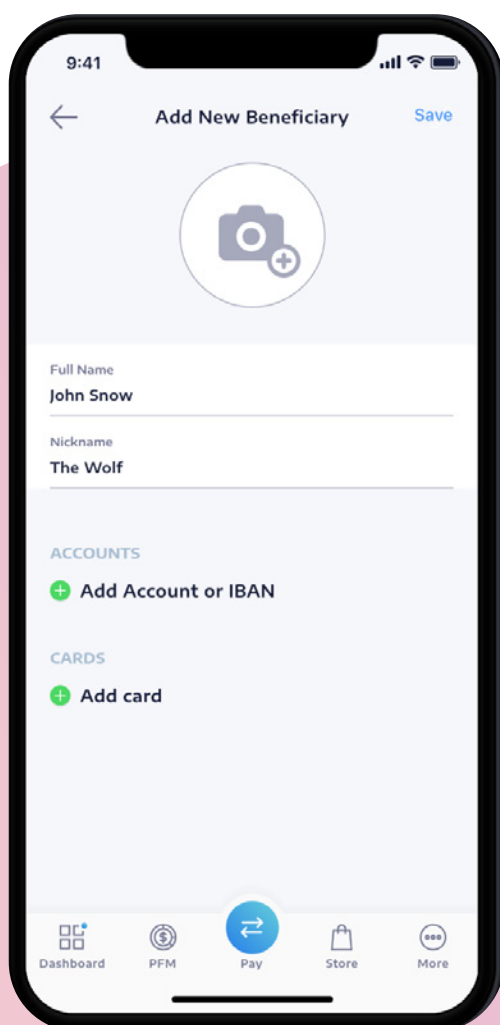 9:41
Add New Beneficiary Save
Full Name
John Snow
Nickname
The Wolf
ACCOUNTS
Add Account or IBAN
CARDS
Add card
Dashboard PFM Pay Store More